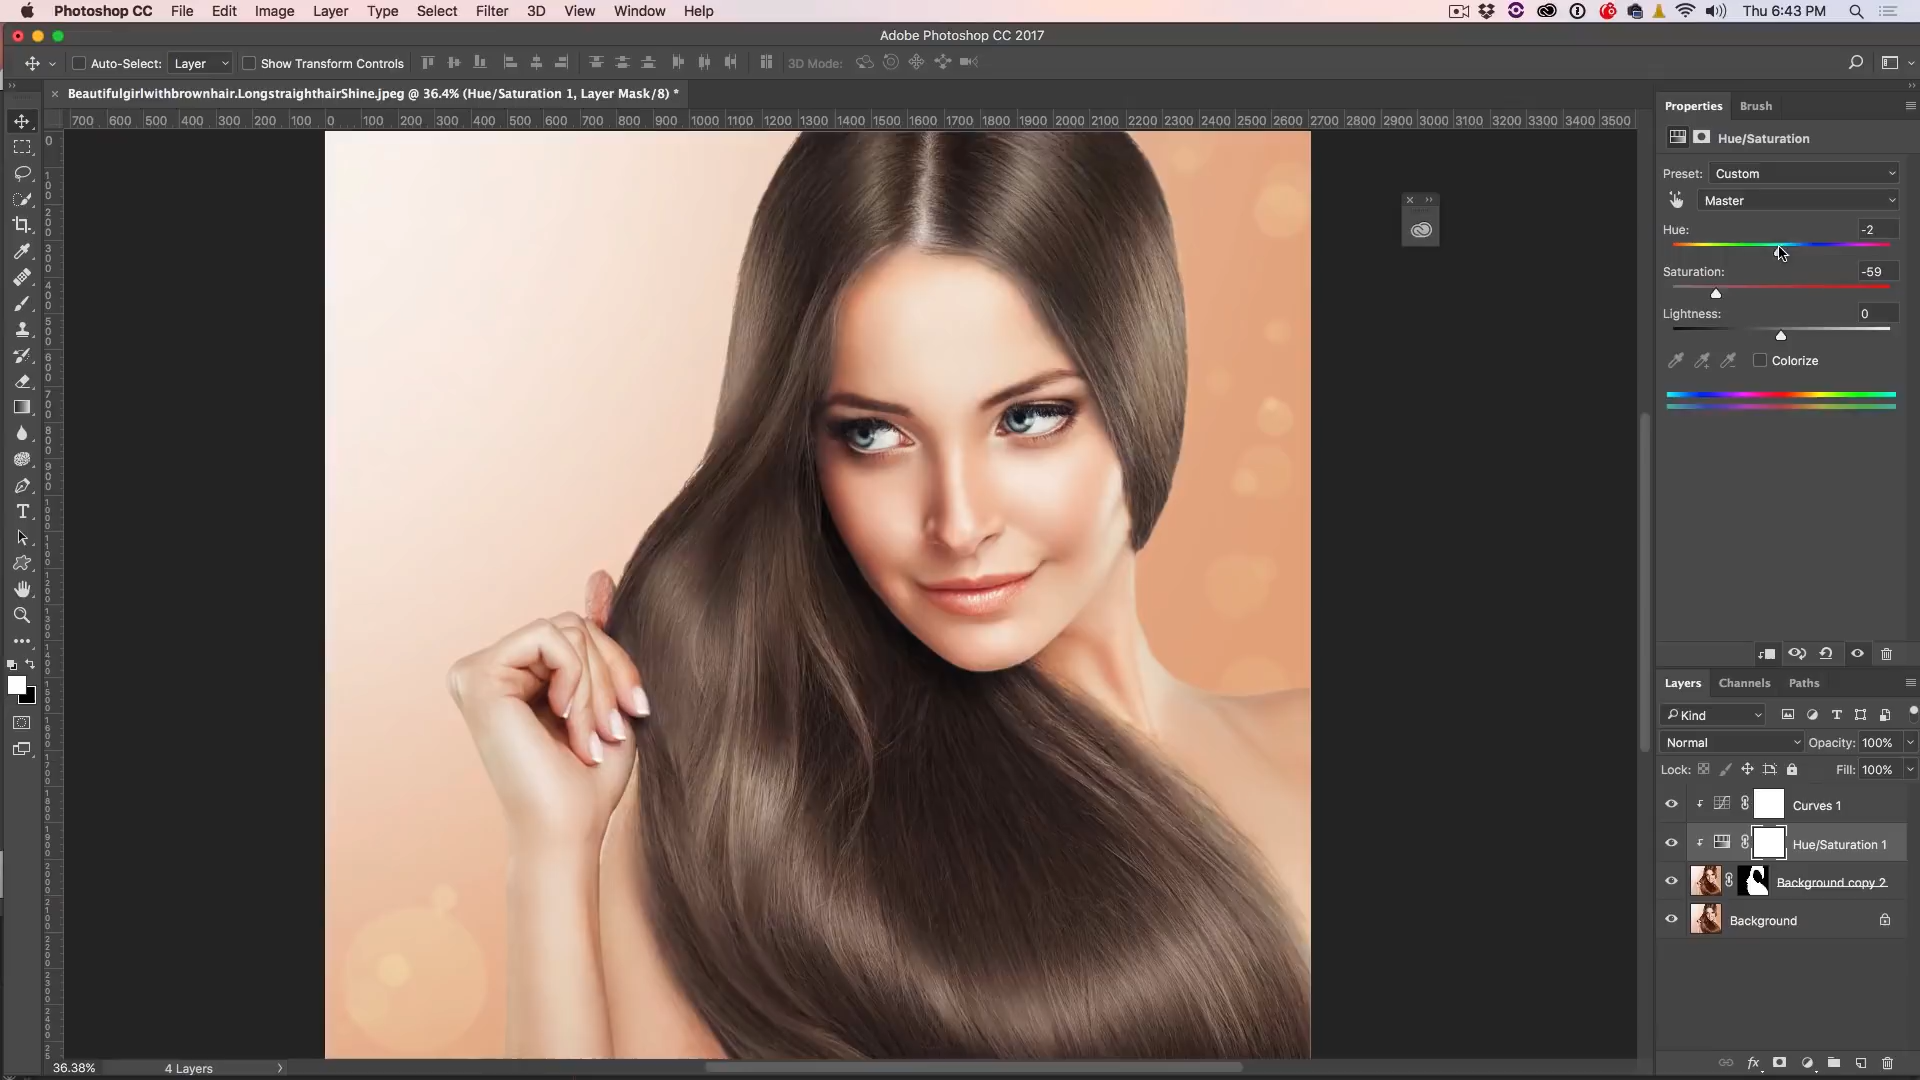 Photoshop CC File Edit Image Layer Type Select Filter 3D View Window Help Thu 6:43 PM
Adobe Photoshop CC 2017
Auto-Select: Layer Show Transform Controls 3D Mode:
BeautifulgirlwithbrownhairLongstraighthairShine.jpeg @ 36.4% (Hue/Saturation 1, Layer Mask/8) *
700 600 500 400 300 200 100 0 100 200 300 400 500 600 700 800 900 1000 1100 1200 1300 1400 1500 1600 1700 1800 1900 2000 2100 2200 2300 2400 2500 2600 2700 2800 2900 3000 3100 3200 3300 3400 3500
Properties Brush
Hue/Saturation
Preset: Custom
Master
Hue: -2
Saturation: -59
Lightness: 0
Colorize
Layers Channels Paths
Kind
Normal Opacity: 100%
Lock: Fill: 100%
Curves 1
Hue/Saturation 1
Background copy 2
Background
36.38% 4 Layers